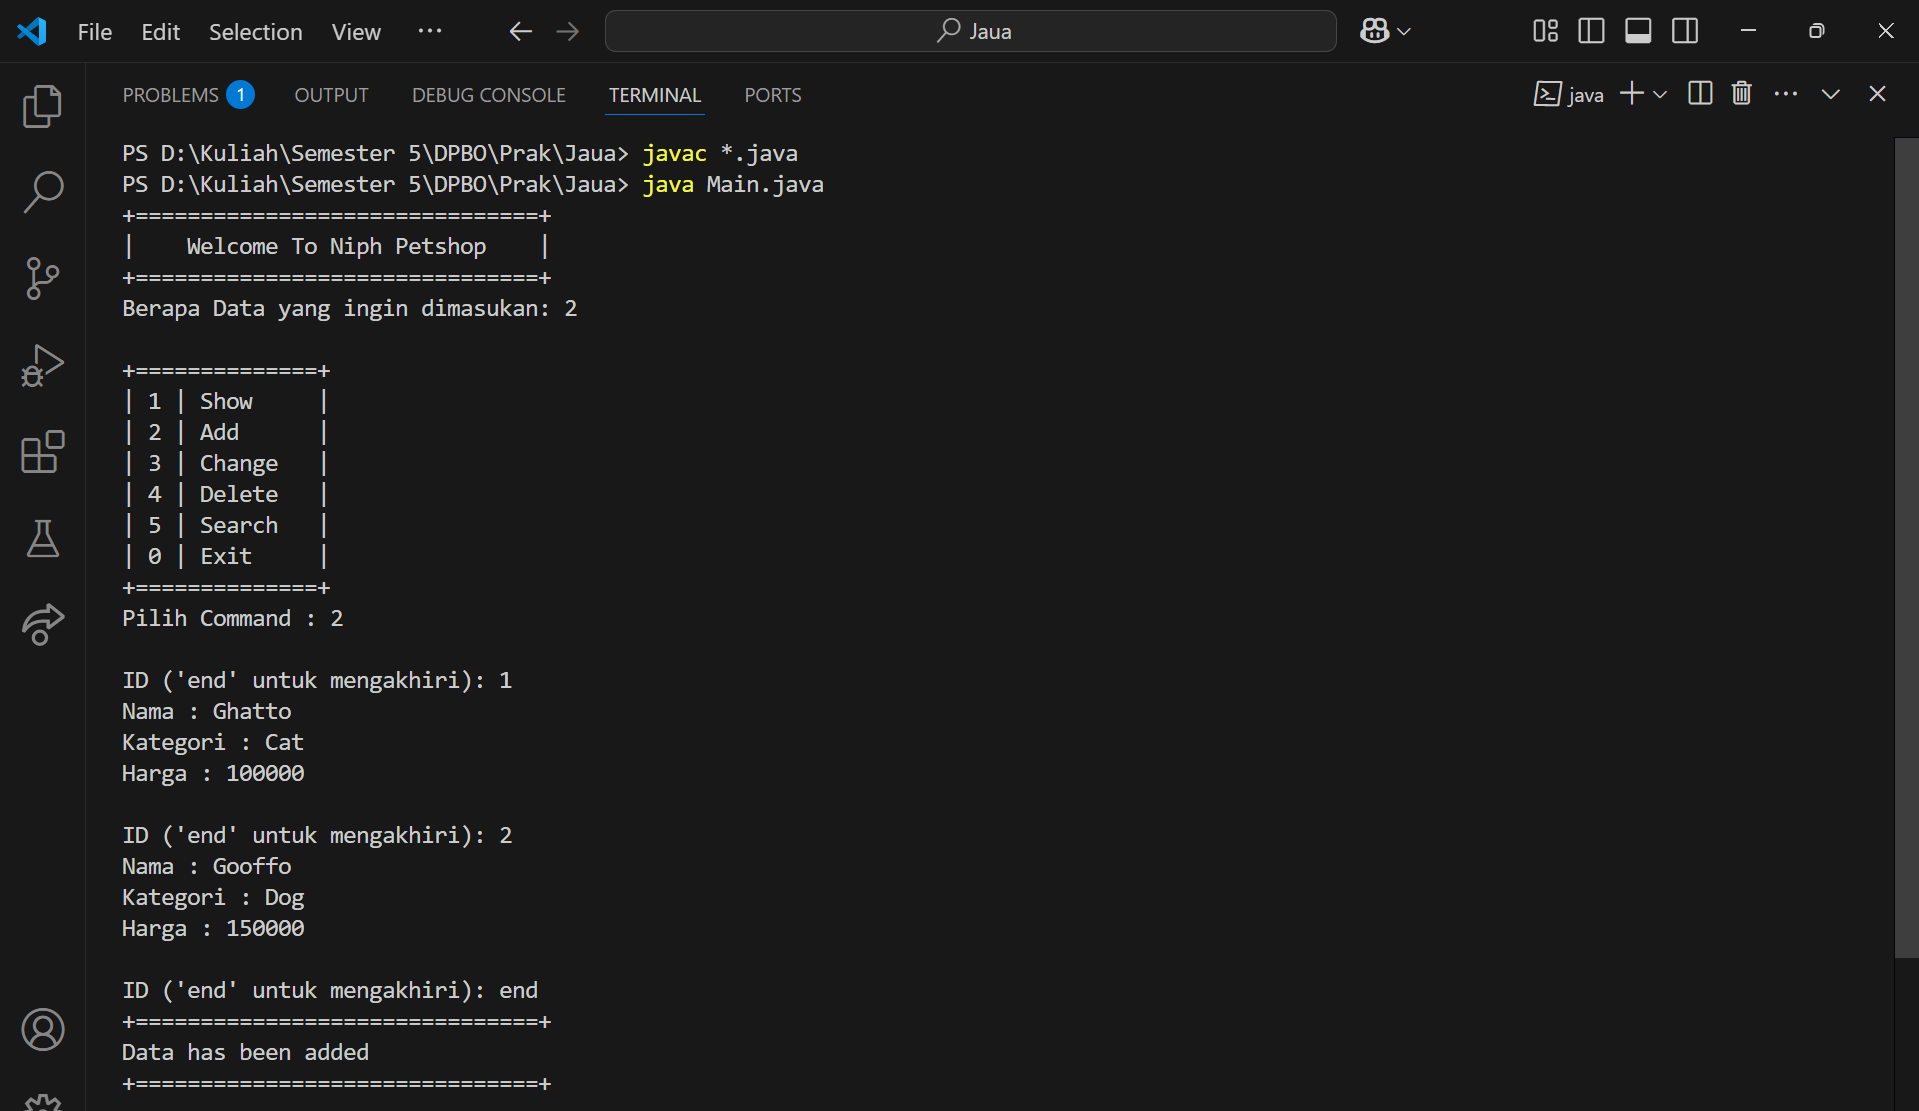 File Edit Selection View ··· Jaua
PROBLEMS 1 OUTPUT DEBUG CONSOLE TERMINAL PORTS java
PS D:\Kuliah\Semester 5\DPBO\Prak\Jaua> javac *.java
PS D:\Kuliah\Semester 5\DPBO\Prak\Jaua> java Main.java
+===============================+
|    Welcome To Niph Petshop    |
+===============================+
Berapa Data yang ingin dimasukan: 2
+==============+
| 1 | Show     |
| 2 | Add      |
| 3 | Change   |
| 4 | Delete   |
| 5 | Search   |
| 0 | Exit     |
+==============+
Pilih Command : 2
ID ('end' untuk mengakhiri): 1
Nama : Ghatto
Kategori : Cat
Harga : 100000
ID ('end' untuk mengakhiri): 2
Nama : Gooffo
Kategori : Dog
Harga : 150000
ID ('end' untuk mengakhiri): end
+===============================+
Data has been added
+===============================+